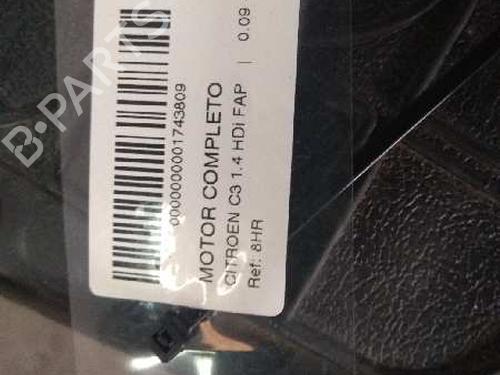 0000000001743809
MOTOR COMPLETO
CITROEN C3 1.4 HDi FAP | 0.09
Ref: 8HR
B-PARTS